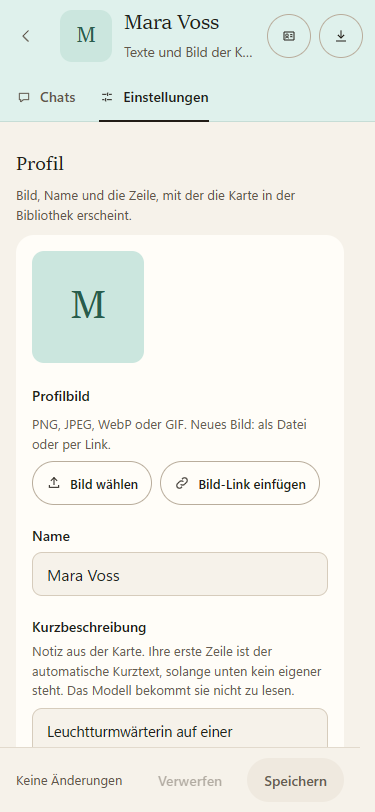 M
Mara Voss
Texte und Bild der K...
Chats
Einstellungen
Profil
Bild, Name und die Zeile, mit der die Karte in der
Bibliothek erscheint.
M
Profilbild
PNG, JPEG, WebP oder GIF. Neues Bild: als Datei
oder per Link.
Bild wählen
Bild-Link einfügen
Name
Mara Voss
Kurzbeschreibung
Notiz aus der Karte. Ihre erste Zeile ist der
automatische Kurztext, solange unten kein eigener
steht. Das Modell bekommt sie nicht zu lesen.
Leuchtturmwärterin auf einer
Keine Änderungen
Verwerfen
Speichern